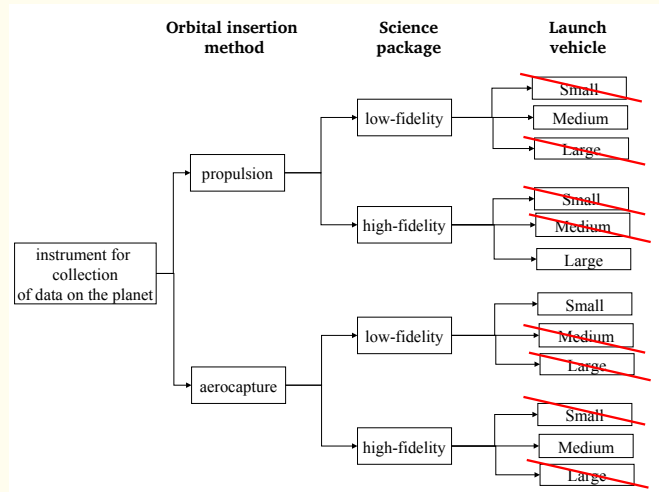 Orbital insertion
method
Science
package
Launch
vehicle
instrument for
collection
of data on the planet
propulsion
low-fidelity
Small
Medium
Large
high-fidelity
Small
Medium
Large
aerocapture
low-fidelity
Small
Medium
Large
high-fidelity
Small
Medium
Large